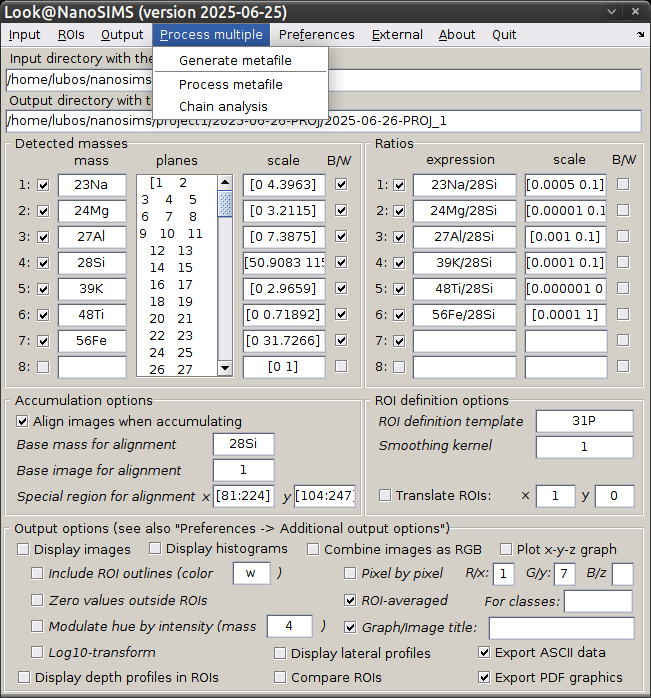 Look@NanoSIMS (version 2025-06-25)
Input ROIs Output Process multiple Preferences External About Quit
Generate metafile
Process metafile
Chain analysis
Input directory with the
/home/lubos/nanosims
Output directory with t
/home/lubos/nanosims/project1/2025-06-26-PROJ/2025-06-26-PROJ_1
Detected masses
mass planes scale B/W
1: 23Na [0 4.3963]
2: 24Mg [0 3.2115]
3: 27Al [0 7.3875]
4: 28Si [50.9083 115
5: 39K [0 2.9659]
6: 48Ti [0 0.71892]
7: 56Fe [0 31.7266]
8: [0 1]
[1 2
3 4 5
6 7 8
9 10 11
12 13
14 15
16 17
18 19
20 21
22 23
24 25
26 27
Ratios
expression scale B/W
1: 23Na/28Si [0.0005 0.1]
2: 24Mg/28Si [0.00001 0.1
3: 27Al/28Si [0.001 0.1]
4: 39K/28Si [0.0001 0.1]
5: 48Ti/28Si [0.000001 0
6: 56Fe/28Si [0.0001 1]
7:
8:
Accumulation options
Align images when accumulating
Base mass for alignment 28Si
Base image for alignment 1
Special region for alignment x [81:224] y [104:247]
ROI definition options
ROI definition template 31P
Smoothing kernel 1
Translate ROIs: x 1 y 0
Output options (see also "Preferences -> Additional output options")
Display images Display histograms Combine images as RGB Plot x-y-z graph
Include ROI outlines (color w ) Pixel by pixel R/x: 1 G/y: 7 B/z
Zero values outside ROIs ROI-averaged For classes:
Modulate hue by intensity (mass 4 ) Graph/Image title:
Log10-transform Display lateral profiles Export ASCII data
Display depth profiles in ROIs Compare ROIs Export PDF graphics